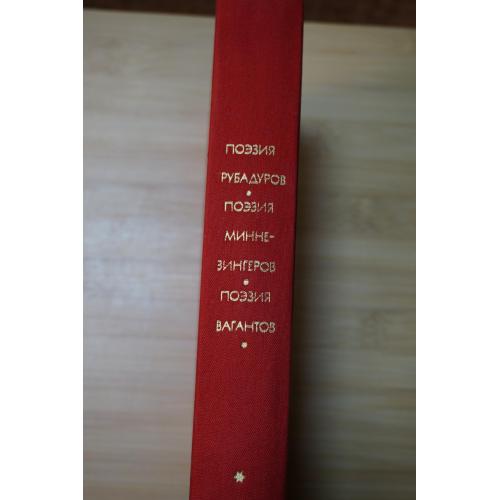 ПОЭЗИЯ
РУБАДУРОВ
ПОЭЗИЯ
МИННЕ-
ЗИНГЕРОВ
ПОЭЗИЯ
ВАГАНТОВ